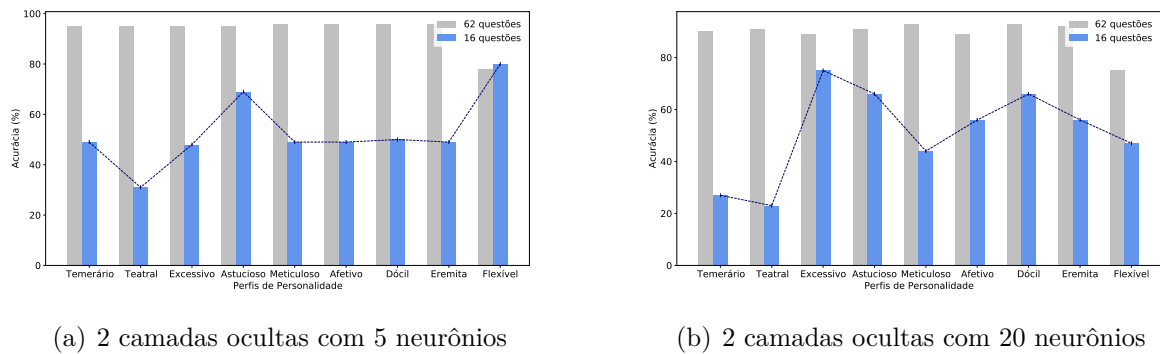 100
80
60
40
20
0
Acurácia (%)
62 questões
16 questões
Temerário Teatral Excessivo Astucioso Meticuloso Afetivo Dócil Eremita Flexível
Perfis de Personalidade
(a) 2 camadas ocultas com 5 neurônios
80
60
40
20
0
Acurácia (%)
62 questões
16 questões
Temerário Teatral Excessivo Astucioso Meticuloso Afetivo Dócil Eremita Flexível
Perfis de Personalidade
(b) 2 camadas ocultas com 20 neurônios